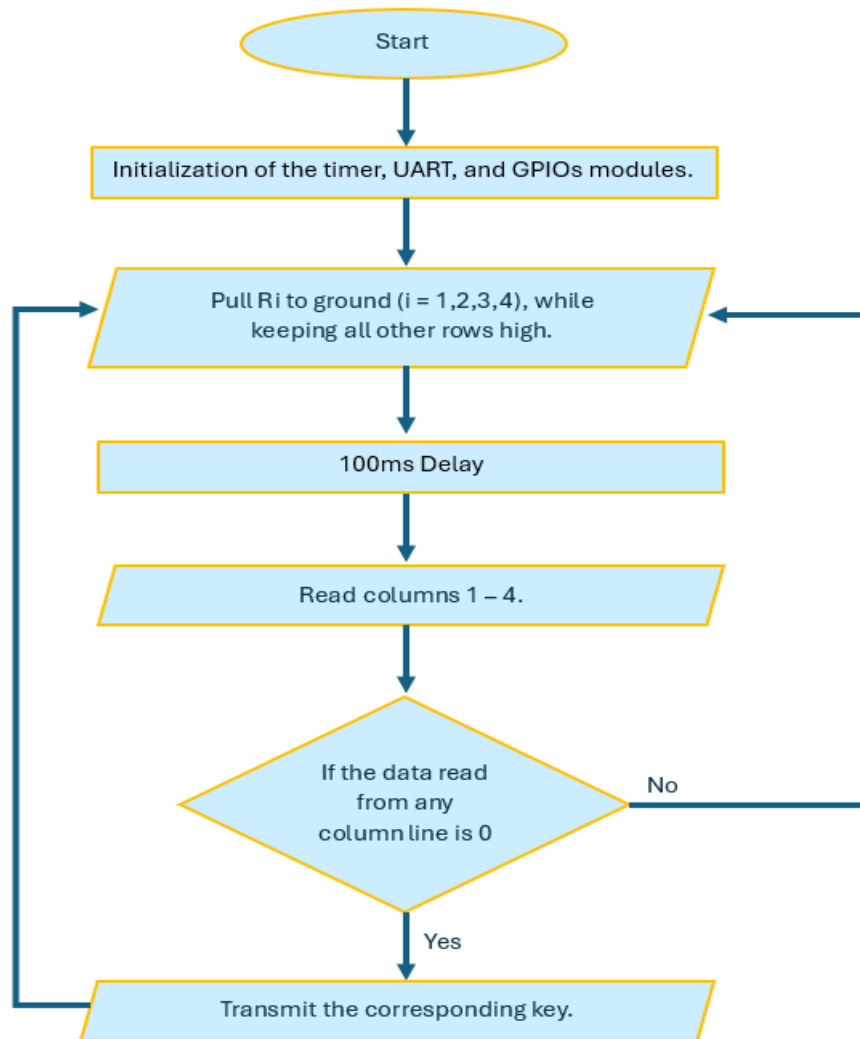 Start
Initialization of the timer, UART, and GPIOs modules.
Pull Ri to ground (i = 1,2,3,4), while
keeping all other rows high.
100ms Delay
Read columns 1 – 4.
If the data read
from any
column line is 0
No
Yes
Transmit the corresponding key.